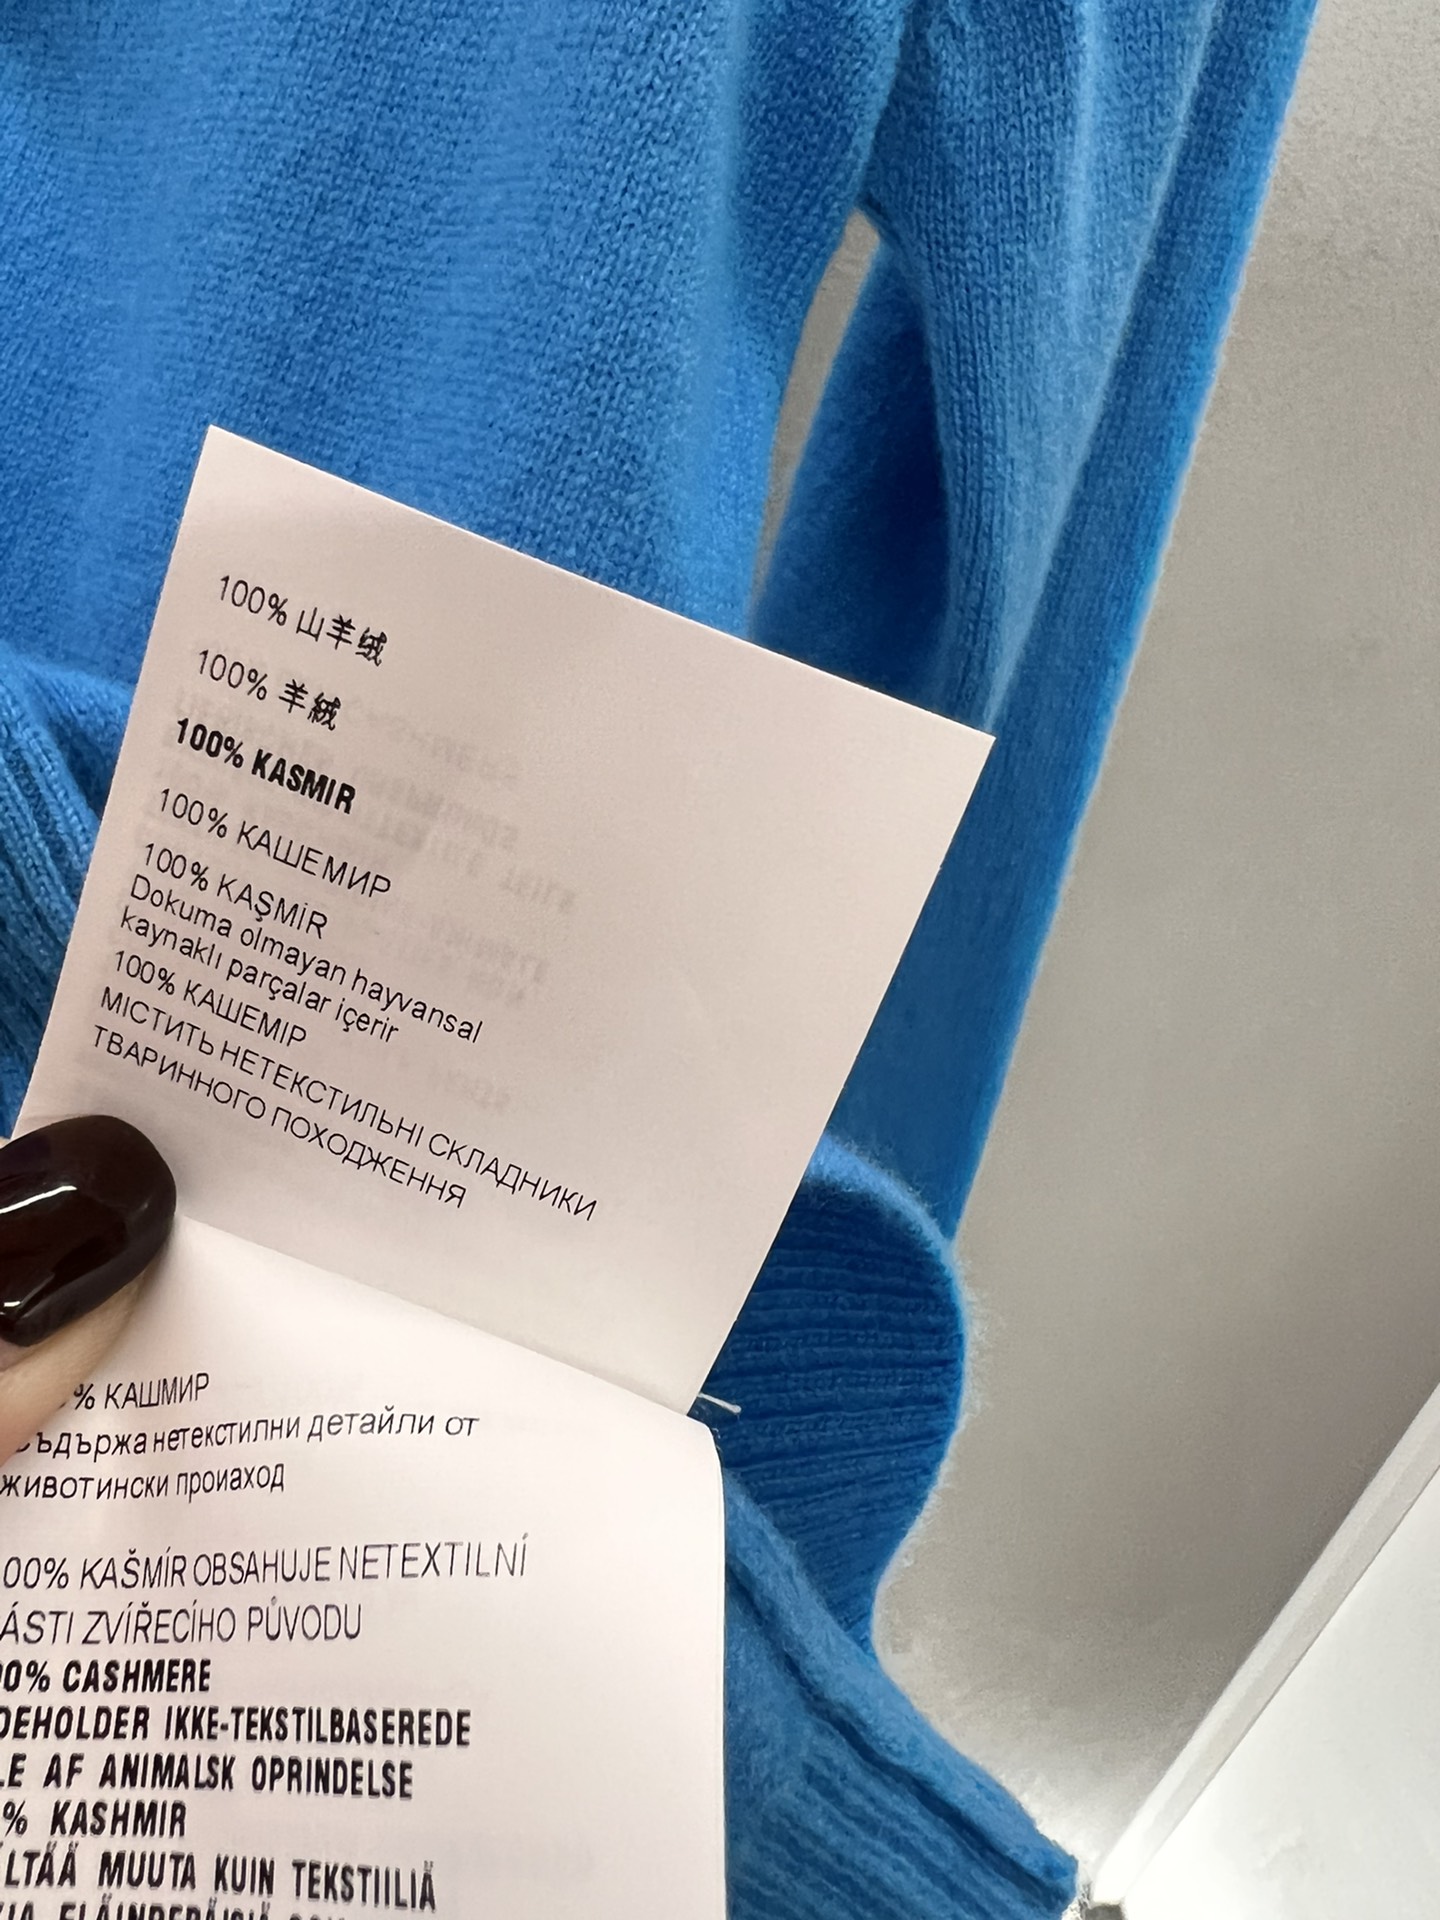 100% 山羊绒
100% 羊絨
100% KASMIR
100% КАШЕМИР
100% KAŞMİR
Dokuma olmayan hayvansal
kaynaklı parçalar içerir
100% КАШЕМІР
МІСТИТЬ НЕТЕКСТИЛЬНІ СКЛАДНИКИ
ТВАРИННОГО ПОХОДЖЕННЯ
% КАШМИР
ъдържа нетекстилни детайли от
животински проиаход
00% KAŠMÍR OBSAHUJE NETEXTILNÍ
ÁSTI ZVÍŘECÍHO PŮVODU
00% CASHMERE
DEHOLDER IKKE-TEKSTILBASEREDE
LE AF ANIMALSK OPRINDELSE
% KASHMIR
LTÄÄ MUUTA KUIN TEKSTIILIÄ